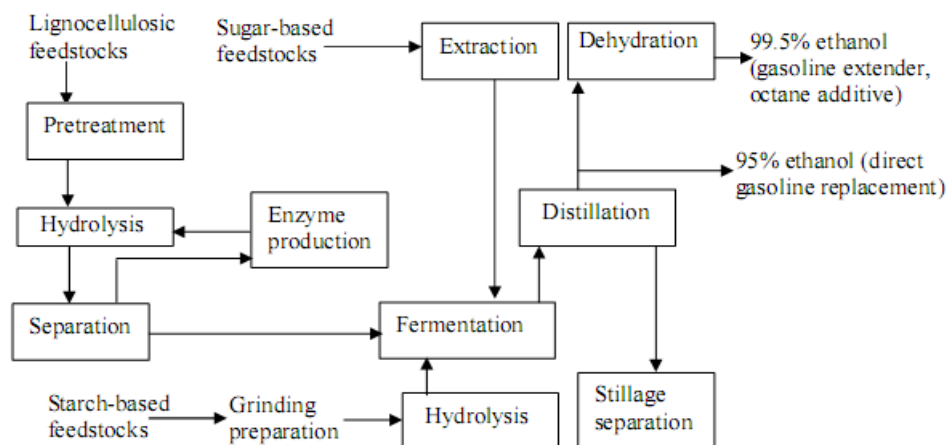 Lignocellulosic
feedstocks
Sugar-based
feedstocks
Extraction
Dehydration
99.5% ethanol
(gasoline extender,
octane additive)
Pretreatment
95% ethanol (direct
gasoline replacement)
Hydrolysis
Enzyme
production
Distillation
Separation
Fermentation
Starch-based
feedstocks
Grinding
preparation
Hydrolysis
Stillage
separation